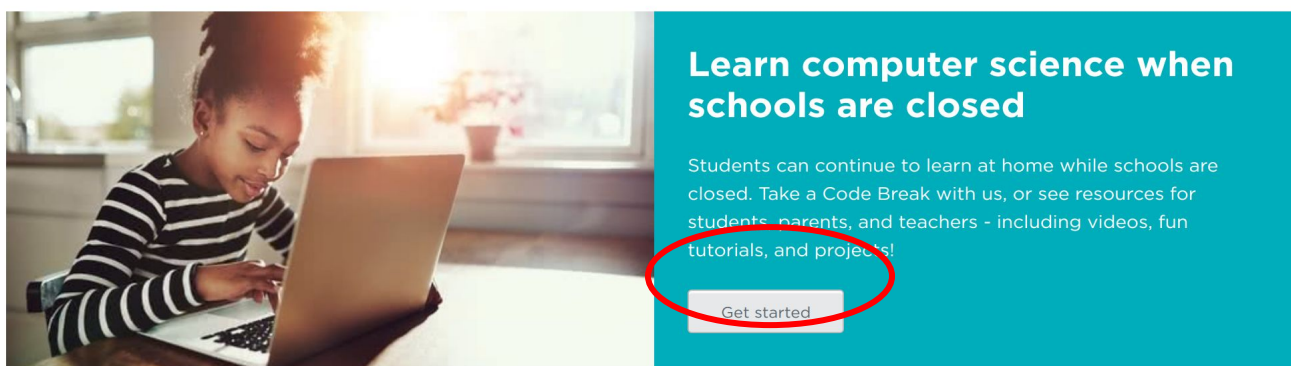 Learn computer science when
schools are closed
Students can continue to learn at home while schools are
closed. Take a Code Break with us, or see resources for
students, parents, and teachers - including videos, fun
tutorials, and projects!
Get started